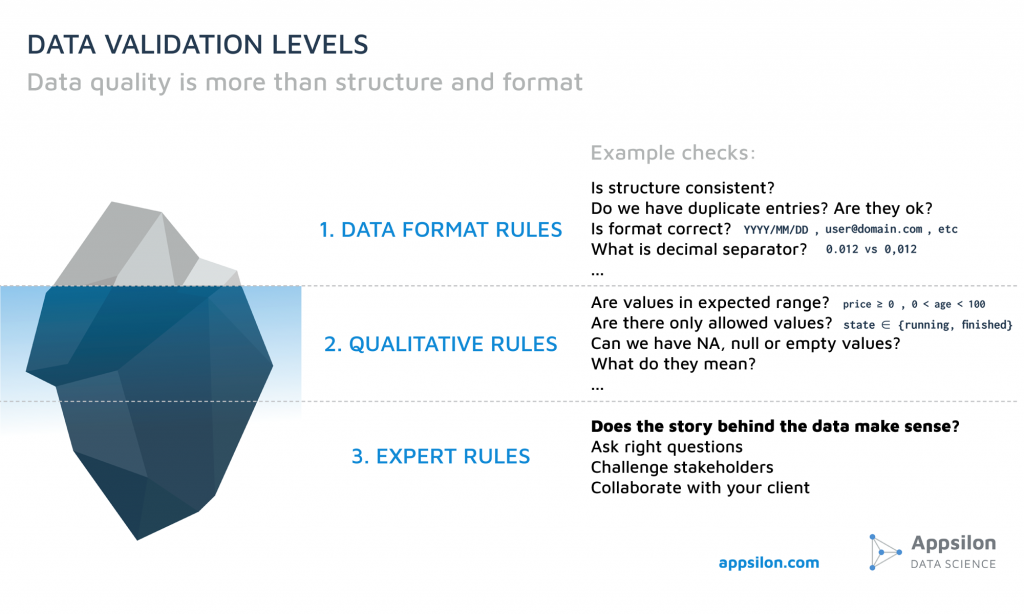 DATA VALIDATION LEVELS
Data quality is more than structure and format
Example checks:
1. DATA FORMAT RULES
Is structure consistent?
Do we have duplicate entries? Are they ok?
Is format correct? YYYY/MM/DD , user@domain.com , etc
What is decimal separator? 0.012 vs 0,012
...
2. QUALITATIVE RULES
Are values in expected range? price ≥ 0 , 0 < age < 100
Are there only allowed values? state ∈ {running, finished}
Can we have NA, null or empty values?
What do they mean?
...
3. EXPERT RULES
Does the story behind the data make sense?
Ask right questions
Challenge stakeholders
Collaborate with your client
appsilon.com
Appsilon
DATA SCIENCE